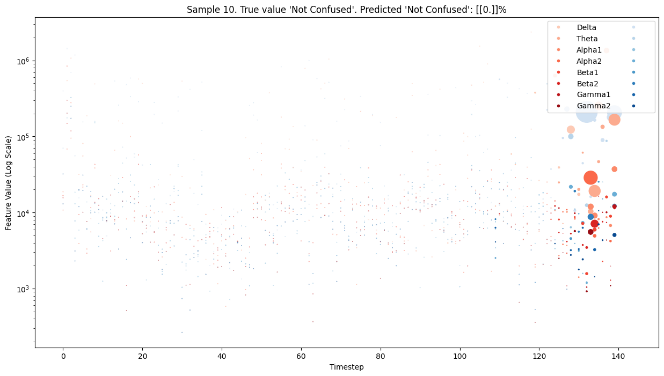 Sample 10. True value 'Not Confused'. Predicted 'Not Confused': [[0.]]%
Delta
Theta
Alpha1
Alpha2
Beta1
Beta2
Gamma1
Gamma2
Feature Value (Log Scale)
10⁶
10⁵
10⁴
10³
0 20 40 60 80 100 120 140
Timestep